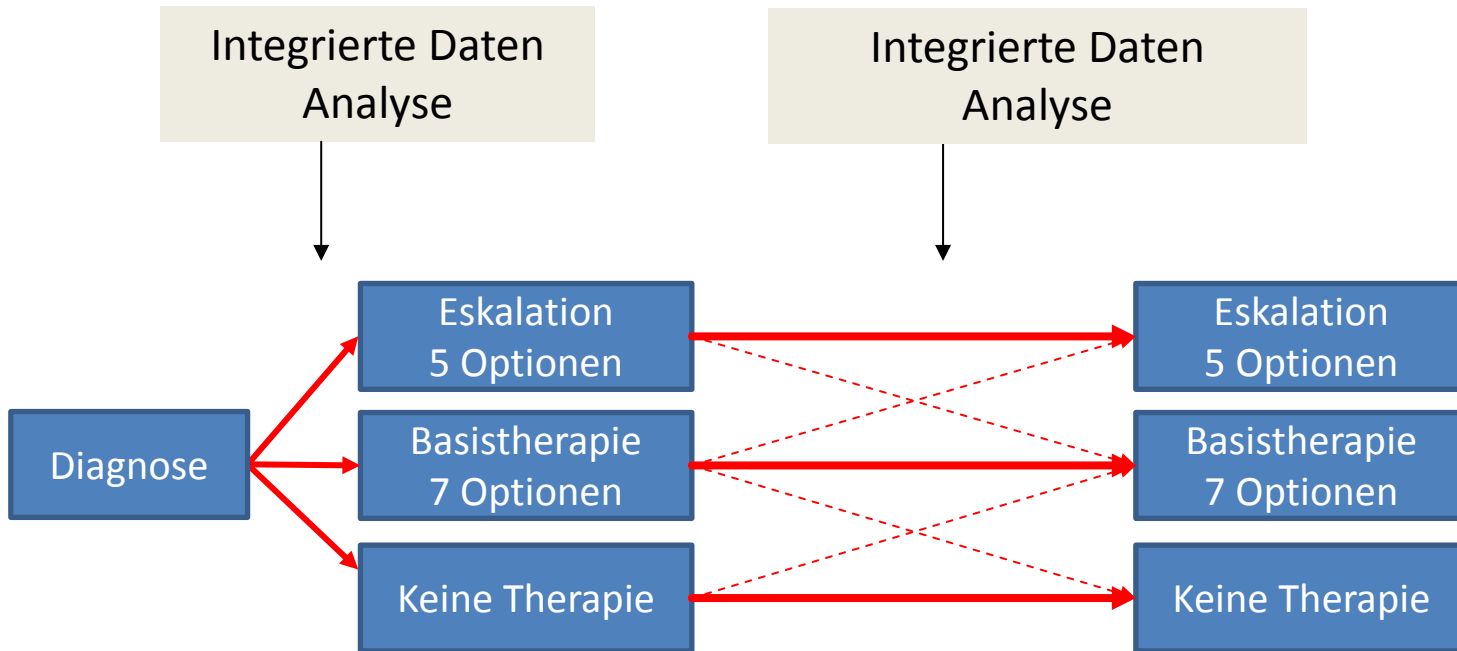 Integrierte Daten
Analyse
Integrierte Daten
Analyse
Diagnose
Eskalation
5 Optionen
Basistherapie
7 Optionen
Keine Therapie
Eskalation
5 Optionen
Basistherapie
7 Optionen
Keine Therapie